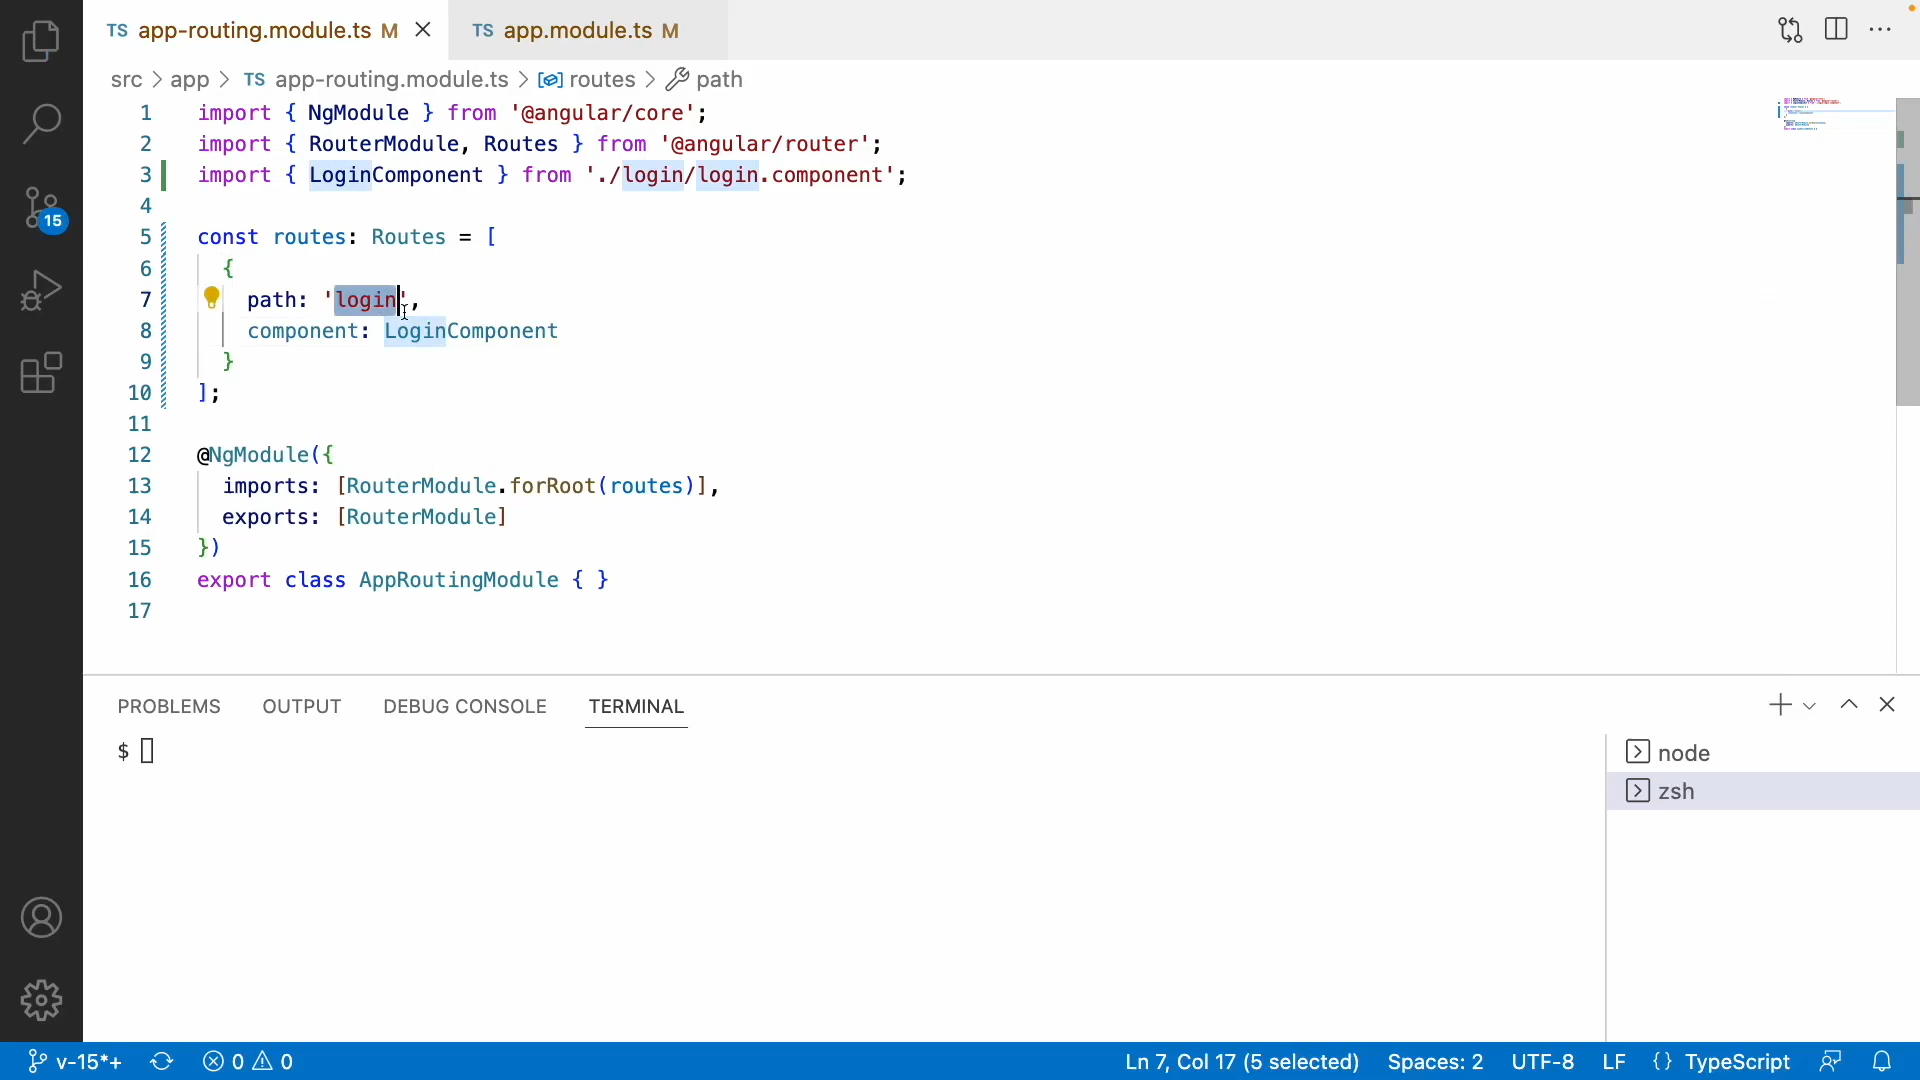 TS app-routing.module.ts M
TS app.module.ts M
src > app > TS app-routing.module.ts > routes > path
1 import { NgModule } from '@angular/core';
2 import { RouterModule, Routes } from '@angular/router';
3 import { LoginComponent } from './login/login.component';
4
5 const routes: Routes = [
6 {
7 path: 'login',
8 component: LoginComponent
9 }
10 ];
11
12 @NgModule({
13 imports: [RouterModule.forRoot(routes)],
14 exports: [RouterModule]
15 })
16 export class AppRoutingModule { }
17
15
PROBLEMS OUTPUT DEBUG CONSOLE TERMINAL
$
node
zsh
v-15*+ 0 0 Ln 7, Col 17 (5 selected) Spaces: 2 UTF-8 LF {} TypeScript